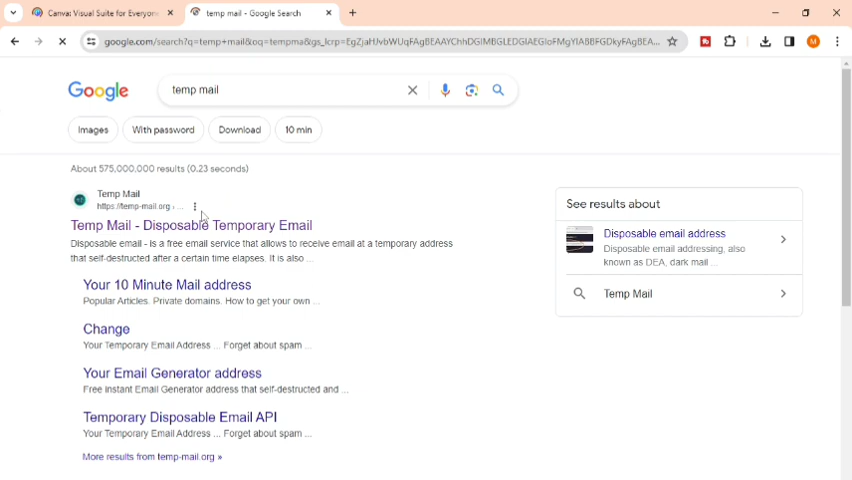 Canva: Visual Suite for Everyone
temp mail - Google Search
google.com/search?q=temp+mail&oq=tempma&gs_lcrp=
M
Google
temp mail
Images
With password
Download
10 min
About 575,000,000 results (0.23 seconds)
Temp Mail
https://temp-mail.org › ...
Temp Mail - Disposable Temporary Email
Disposable email - is a free email service that allows to receive email at a temporary address
that self-destructed after a certain time elapses. It is also ...
Your 10 Minute Mail address
Popular Articles. Private domains. How to get your own ...
Change
Your Temporary Email Address ... Forget about spam ...
Your Email Generator address
Free instant Email Generator address that self-destructed and ...
Temporary Disposable Email API
Your Temporary Email Address ... Forget about spam ...
More results from temp-mail.org »
See results about
Disposable email address
Disposable email addressing, also
known as DEA, dark mail ...
Temp Mail